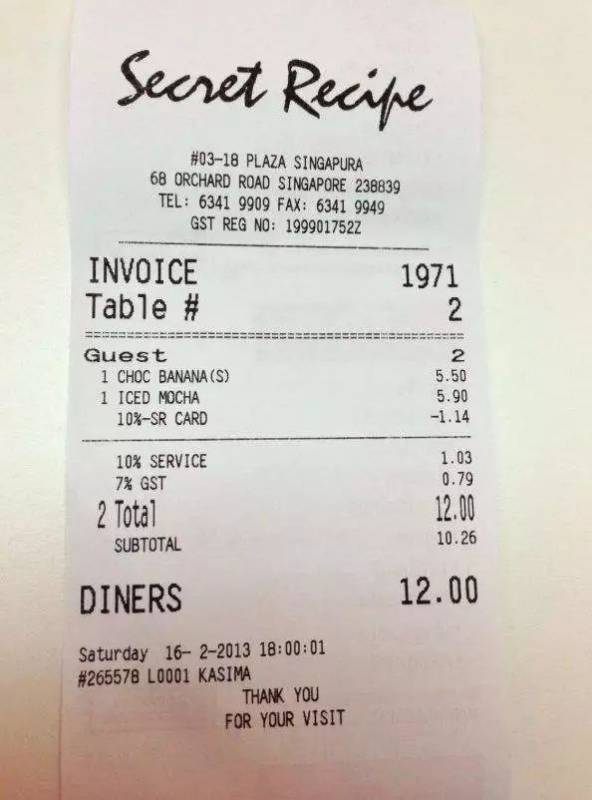 Secret Recipe
#03-18 PLAZA SINGAPURA
68 ORCHARD ROAD SINGAPORE 238839
TEL: 6341 9909 FAX: 6341 9949
GST REG NO: 199901752Z
INVOICE 1971
Table # 2
Guest 2
1 CHOC BANANA(S) 5.50
1 ICED MOCHA 5.90
10%-SR CARD -1.14
10% SERVICE 1.03
7% GST 0.79
2 Total 12.00
SUBTOTAL 10.26
DINERS 12.00
Saturday 16- 2-2013 18:00:01
#265578 L0001 KASIMA
THANK YOU
FOR YOUR VISIT